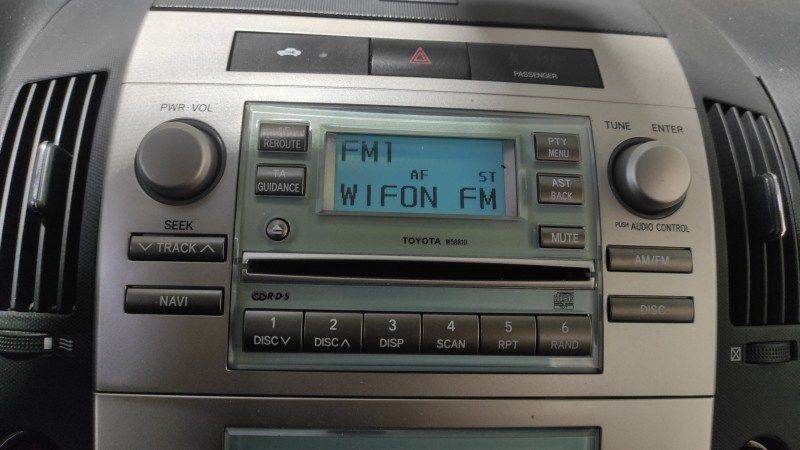 PASSENGER
PWR·VOL
TUNE
ENTER
REROUTE
FM1
PTY
MENU
TA
GUIDANCE
AF
ST
WIFON FM
AST
BACK
SEEK
PUSH AUDIO CONTROL
TOYOTA W58810
MUTE
TRACK
AM/FM
NAVI
R·D·S
DISC
1
2
3
4
5
6
DISC
DISC
DISP
SCAN
RPT
RAND